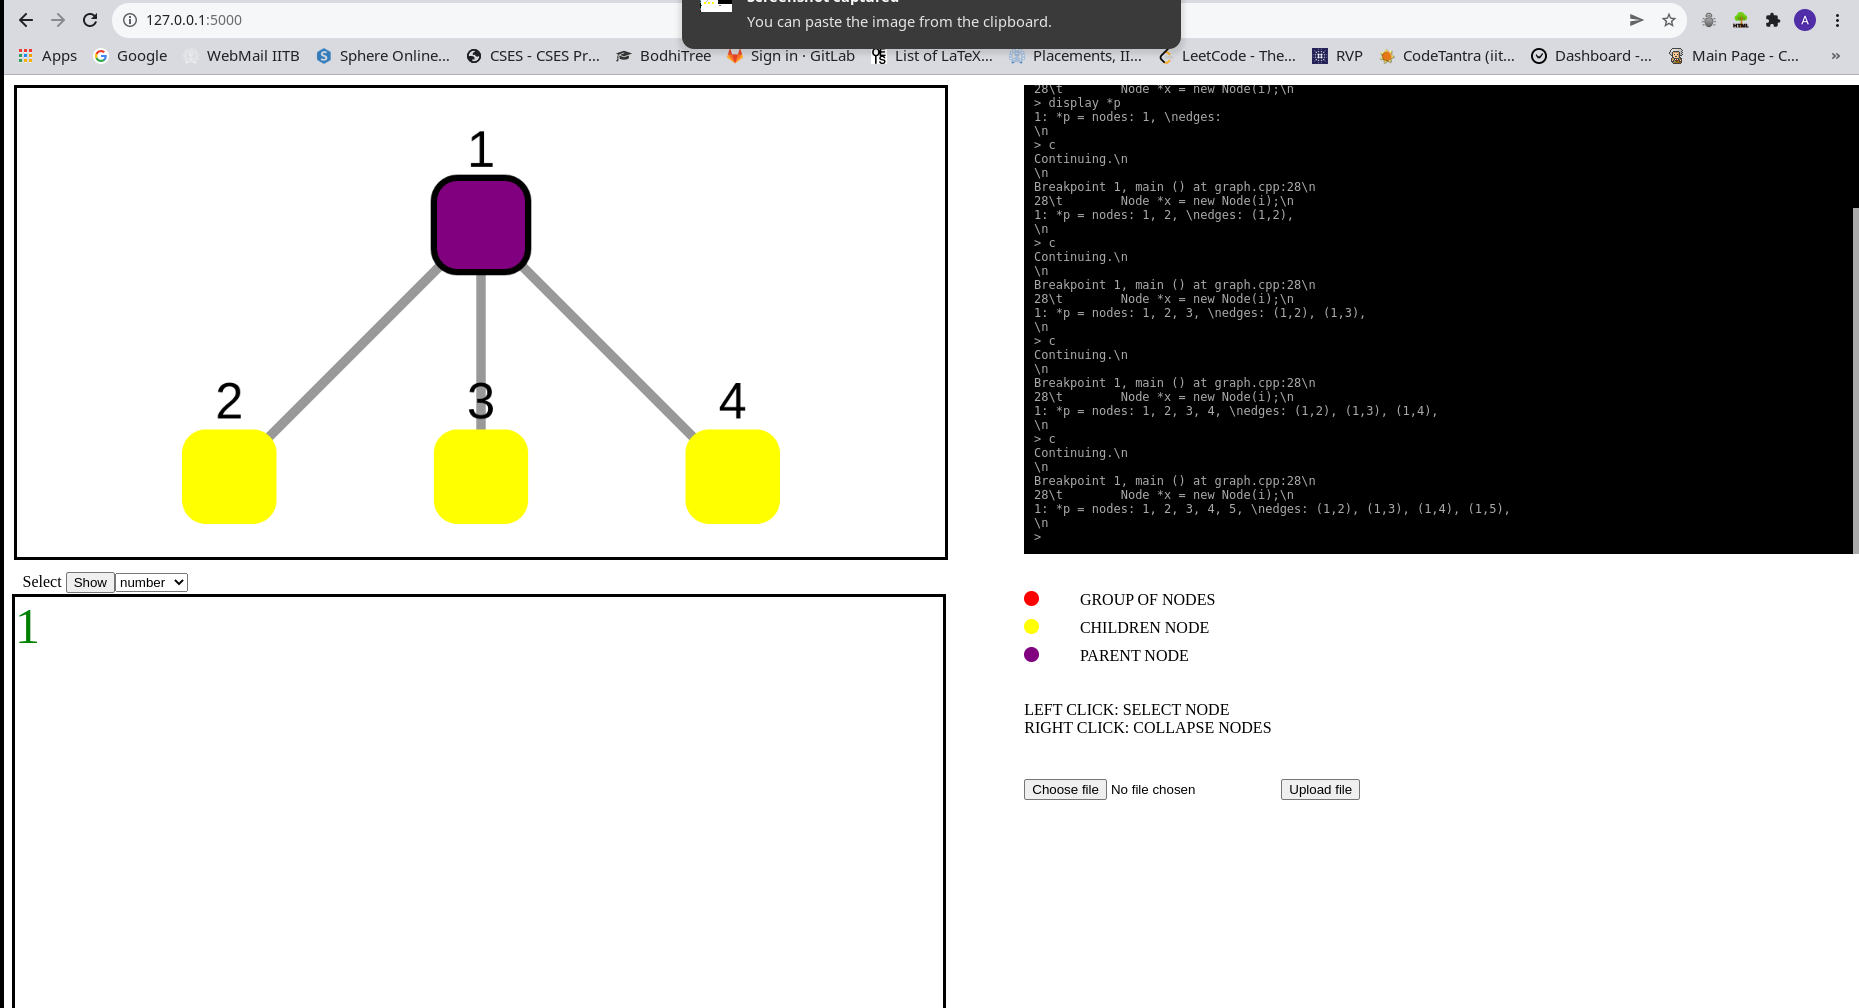 Screenshot captured
You can paste the image from the clipboard.
127.0.0.1:5000
A
Apps Google WebMail IITB Sphere Online... CSES - CSES Pr... BodhiTree Sign in · GitLab List of LaTeX... Placements, II... LeetCode - The... RVP CodeTantra (iit... Dashboard -... Main Page - C... »
1
2 3 4
28\t        Node *x = new Node(i);\n
> display *p
1: *p = nodes: 1, \nedges:
\n
> c
Continuing.\n
\n
Breakpoint 1, main () at graph.cpp:28\n
28\t        Node *x = new Node(i);\n
1: *p = nodes: 1, 2, \nedges: (1,2),
\n
> c
Continuing.\n
\n
Breakpoint 1, main () at graph.cpp:28\n
28\t        Node *x = new Node(i);\n
1: *p = nodes: 1, 2, 3, \nedges: (1,2), (1,3),
\n
> c
Continuing.\n
\n
Breakpoint 1, main () at graph.cpp:28\n
28\t        Node *x = new Node(i);\n
1: *p = nodes: 1, 2, 3, 4, \nedges: (1,2), (1,3), (1,4),
\n
> c
Continuing.\n
\n
Breakpoint 1, main () at graph.cpp:28\n
28\t        Node *x = new Node(i);\n
1: *p = nodes: 1, 2, 3, 4, 5, \nedges: (1,2), (1,3), (1,4), (1,5),
\n
>
Select Show number
1
GROUP OF NODES
CHILDREN NODE
PARENT NODE
LEFT CLICK: SELECT NODE
RIGHT CLICK: COLLAPSE NODES
Choose file No file chosen Upload file